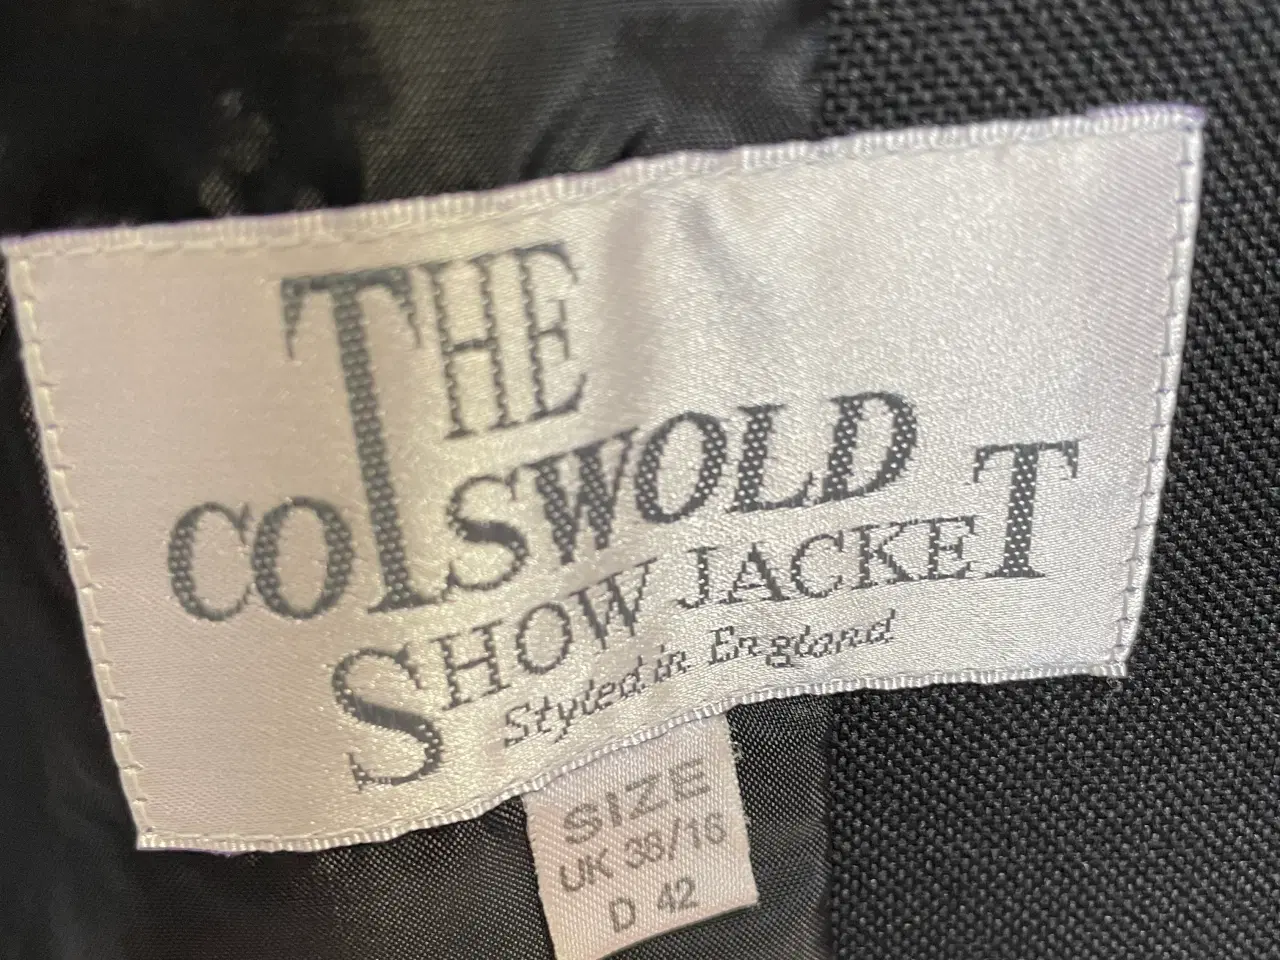 THE
COTSWOLD
SHOW JACKET
Styled in England
SIZE
UK 38/16
D 42